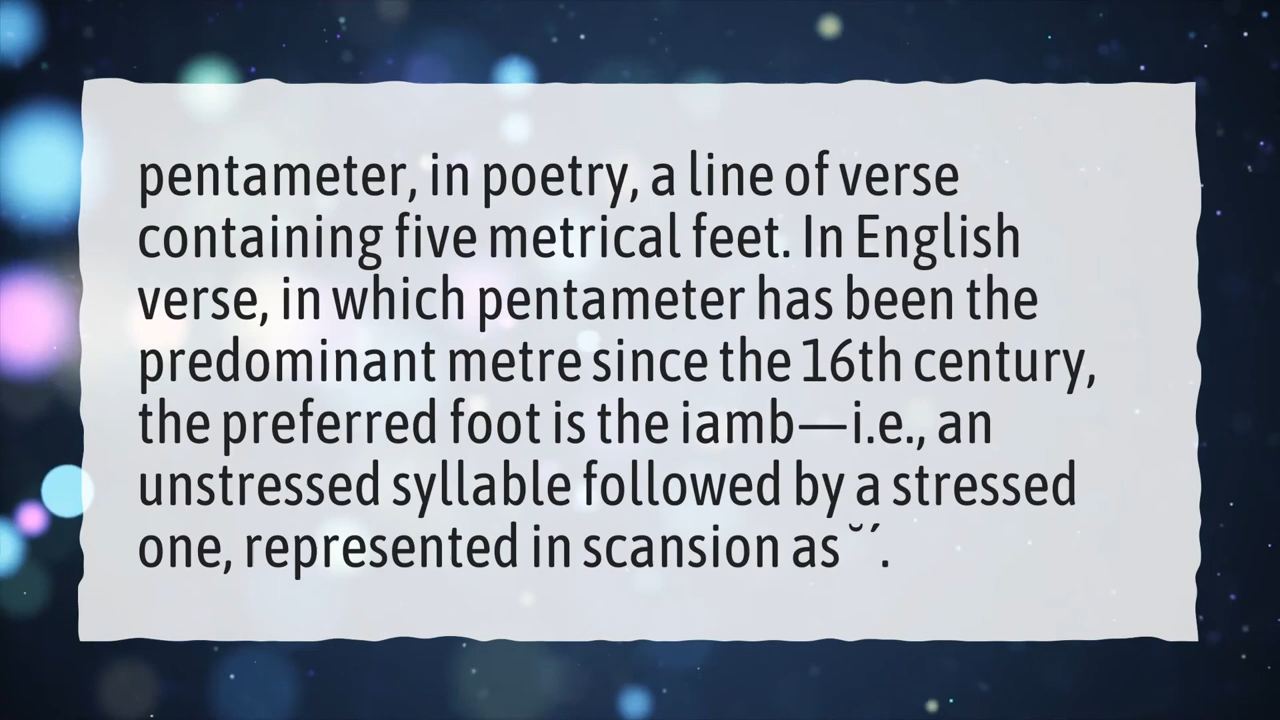 pentameter, in poetry, a line of verse
containing five metrical feet. In English
verse, in which pentameter has been the
predominant metre since the 16th century,
the preferred foot is the iamb—i.e., an
unstressed syllable followed by a stressed
one, represented in scansion as ˘´.